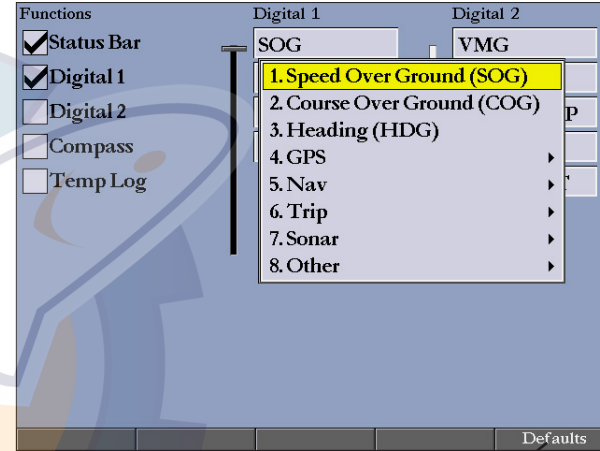 Functions
Digital 1
Digital 2
Status Bar
SOG
VMG
Digital 1
Digital 2
Compass
Temp Log
1. Speed Over Ground (SOG)
2. Course Over Ground (COG)
3. Heading (HDG)
4. GPS
5. Nav
6. Trip
7. Sonar
8. Other
P
Defaults